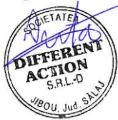 SOCIETATEA
DIFFERENT
ACTION
S.R.L.-D
JIBOU, Jud. SĂLAJ